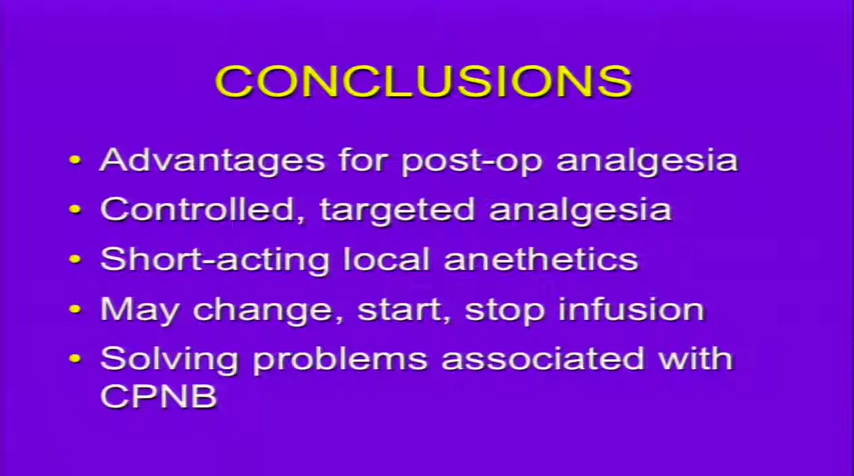 CONCLUSIONS
• Advantages for post-op analgesia
• Controlled, targeted analgesia
• Short-acting local anethetics
• May change, start, stop infusion
• Solving problems associated with
CPNB